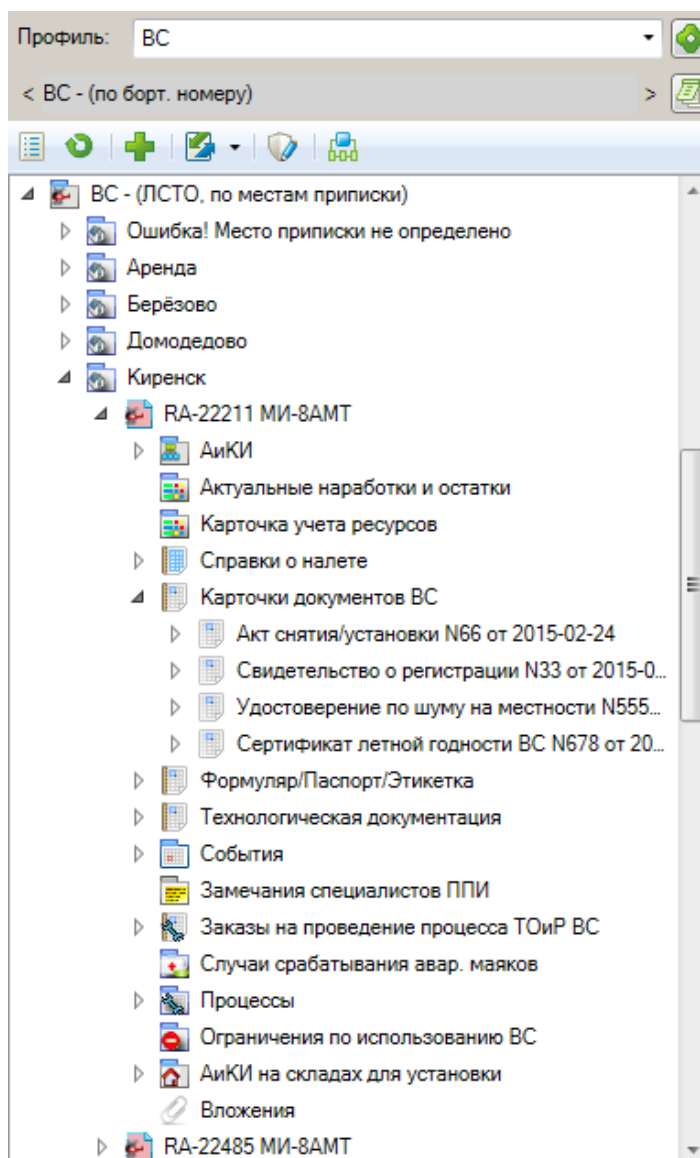 Профиль: ВС
< ВС - (по борт. номеру) >
ВС - (ЛСТО, по местам приписки)
Ошибка! Место приписки не определено
Аренда
Берёзово
Домодедово
Киренск
RA-22211 МИ-8АМТ
АиКИ
Актуальные наработки и остатки
Карточка учета ресурсов
Справки о налете
Карточки документов ВС
Акт снятия/установки N66 от 2015-02-24
Свидетельство о регистрации N33 от 2015-0...
Удостоверение по шуму на местности N555...
Сертификат летной годности ВС N678 от 20...
Формуляр/Паспорт/Этикетка
Технологическая документация
События
Замечания специалистов ППИ
Заказы на проведение процесса ТОиР ВС
Случаи срабатывания авар. маяков
Процессы
Ограничения по использованию ВС
АиКИ на складах для установки
Вложения
RA-22485 МИ-8АМТ